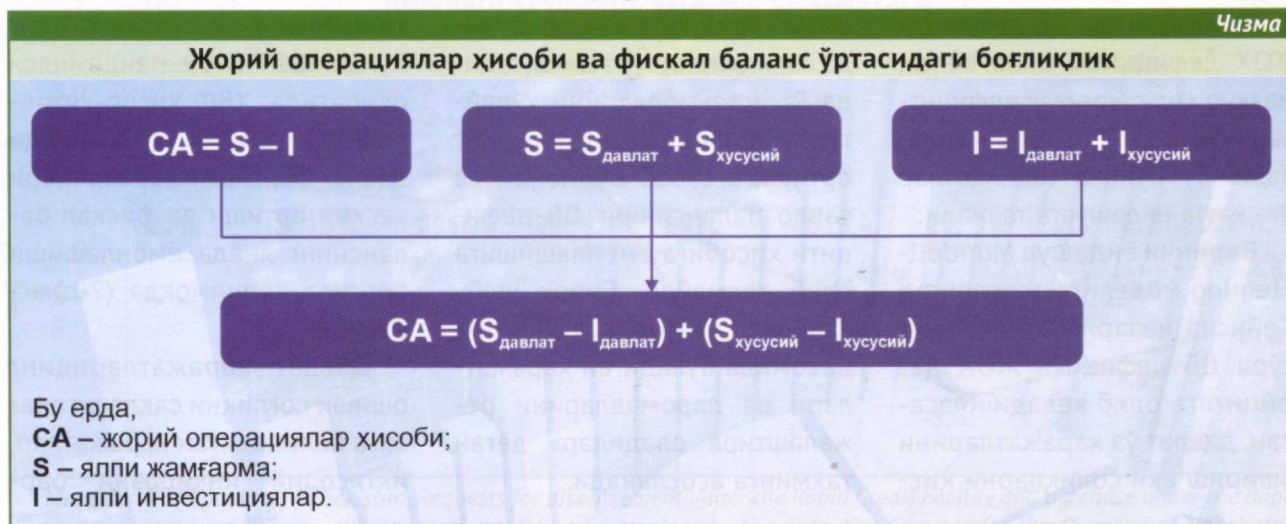 Чизма
Жорий операциялар ҳисоби ва фискал баланс ўртасидаги боғлиқлик
CA = S – I
S = Sдавлат + Sхусусий
I = Iдавлат + Iхусусий
CA = (Sдавлат – Iдавлат) + (Sхусусий – Iхусусий)
Бу ерда,
CA – жорий операциялар ҳисоби;
S – ялпи жамғарма;
I – ялпи инвестициялар.